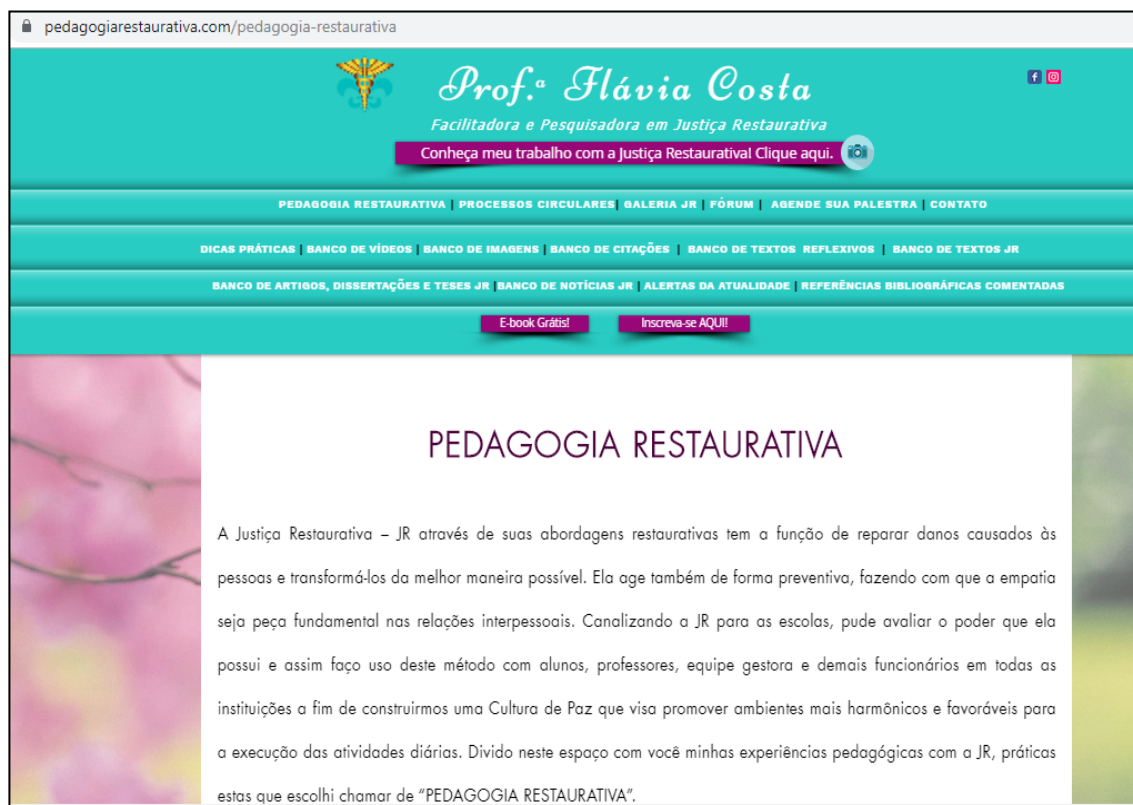 pedagogiarestaurativa.com/pedagogia-restaurativa
Prof.ª Flávia Costa
Facilitadora e Pesquisadora em Justiça Restaurativa
Conheça meu trabalho com a Justiça Restaurativa! Clique aqui.
PEDAGOGIA RESTAURATIVA | PROCESSOS CIRCULARES| GALERIA JR | FÓRUM | AGENDE SUA PALESTRA | CONTATO
DICAS PRÁTICAS | BANCO DE VÍDEOS | BANCO DE IMAGENS | BANCO DE CITAÇÕES | BANCO DE TEXTOS REFLEXIVOS | BANCO DE TEXTOS JR
BANCO DE ARTIGOS, DISSERTAÇÕES E TESES JR |BANCO DE NOTÍCIAS JR | ALERTAS DA ATUALIDADE | REFERÊNCIAS BIBLIOGRÁFICAS COMENTADAS
E-book Grátis! Inscreva-se AQUI!
PEDAGOGIA RESTAURATIVA
A Justiça Restaurativa – JR através de suas abordagens restaurativas tem a função de reparar danos causados às
pessoas e transformá-los da melhor maneira possível. Ela age também de forma preventiva, fazendo com que a empatia
seja peça fundamental nas relações interpessoais. Canalizando a JR para as escolas, pude avaliar o poder que ela
possui e assim faço uso deste método com alunos, professores, equipe gestora e demais funcionários em todas as
instituições a fim de construirmos uma Cultura de Paz que visa promover ambientes mais harmônicos e favoráveis para
a execução das atividades diárias. Divido neste espaço com você minhas experiências pedagógicas com a JR, práticas
estas que escolhi chamar de “PEDAGOGIA RESTAURATIVA”.